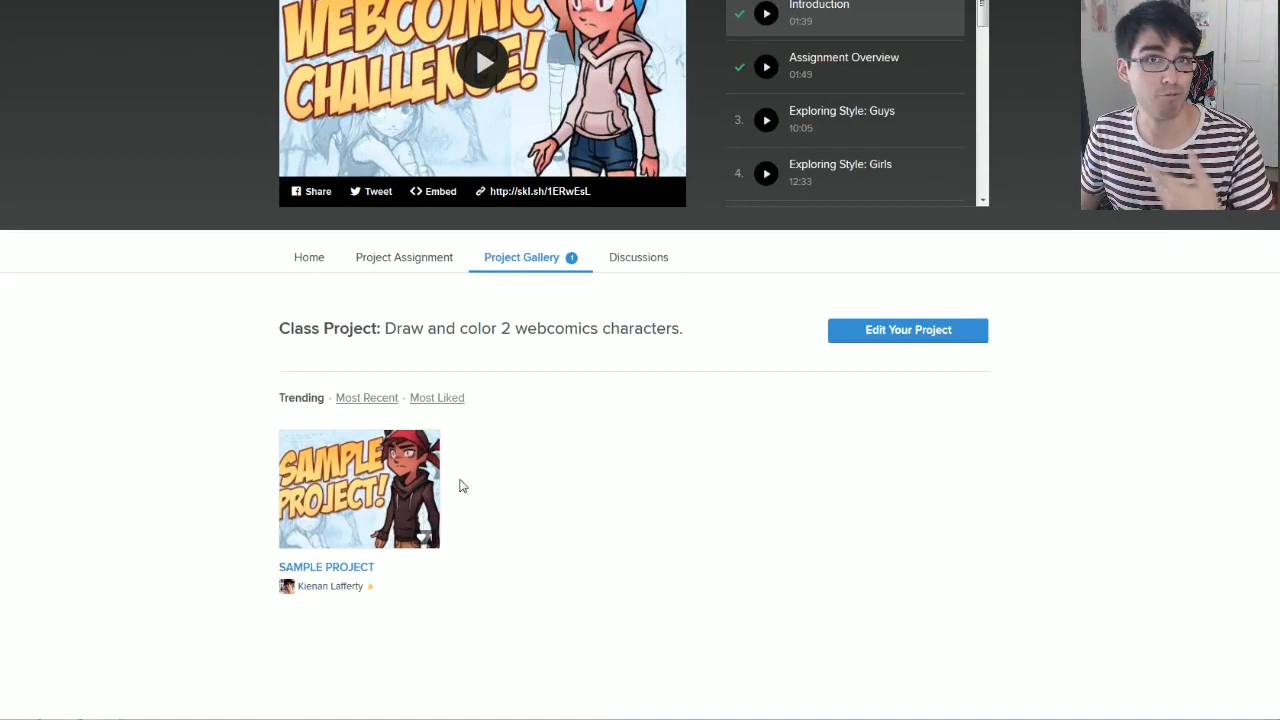 WEBCOMIC
CHALLENGE!
Share
Tweet
Embed
http://skl.sh/1ERwEsL
Introduction
01:39
Assignment Overview
01:49
3.
Exploring Style: Guys
10:05
4.
Exploring Style: Girls
12:33
Home
Project Assignment
Project Gallery 1
Discussions
Class Project: Draw and color 2 webcomics characters.
Edit Your Project
Trending · Most Recent · Most Liked
SAMPLE
PROJECT!
SAMPLE PROJECT
Kienan Lafferty